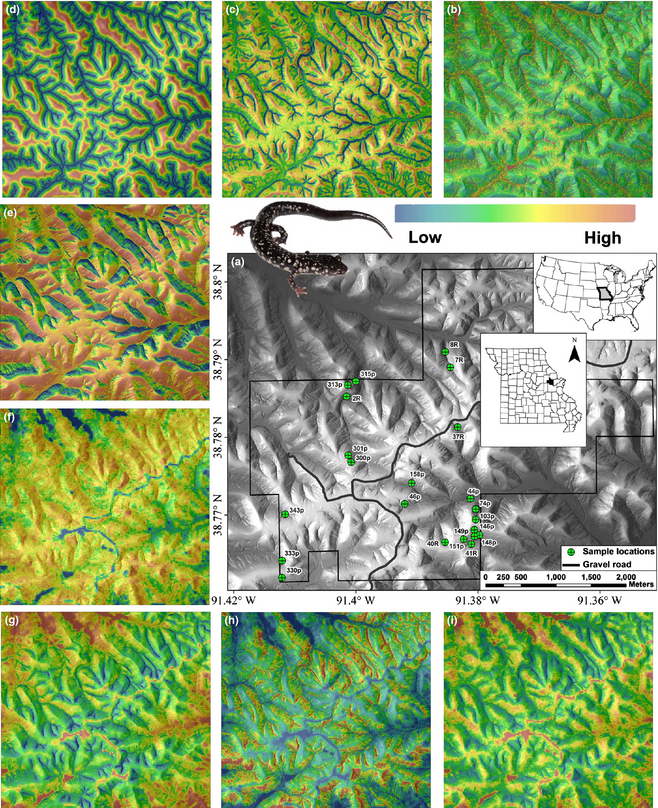 (d)
(c)
(b)
(e)
Low
High
(a)
N
38.8° N
38.79° N
38.78° N
38.77° N
8R
7R
315p
313p
2R
37R
301p
300p
158p
46p
44p
74p
103p
343p
149p
146p
40R
151p
148p
41R
333p
330p
Sample locations
Gravel road
0 250 500 1,000 1,500 2,000
Meters
91.42° W
91.4° W
91.38° W
91.36° W
(f)
(g)
(h)
(i)